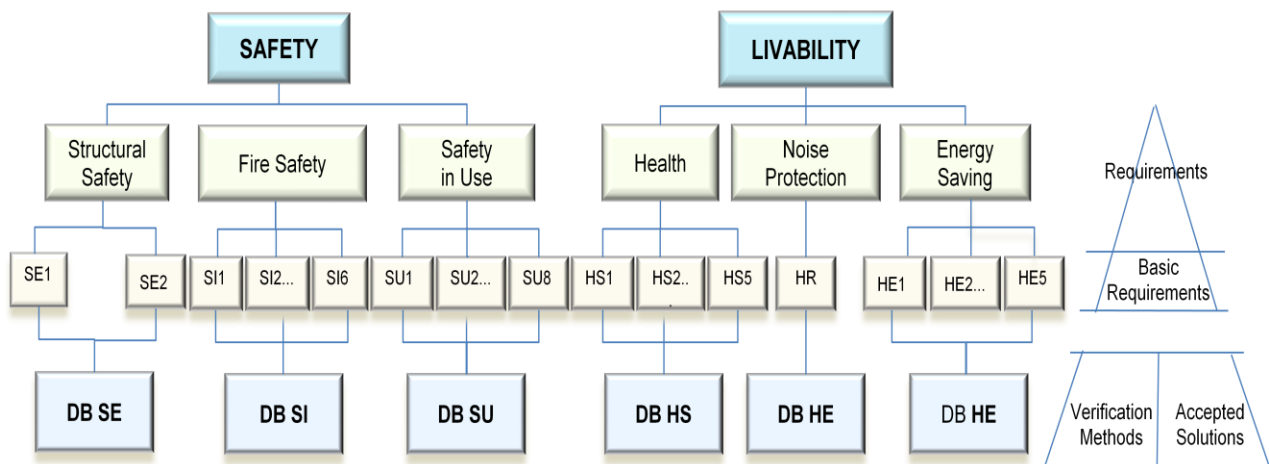 SAFETY
LIVABILITY
Structural
Safety
Fire Safety
Safety
in Use
Health
Noise
Protection
Energy
Saving
Requirements
SE1
SE2
SI1
SI2...
SI6
SU1
SU2...
SU8
HS1
HS2..
.
HS5
HR
HE1
HE2...
HE5
Basic
Requirements
DB SE
DB SI
DB SU
DB HS
DB HE
DB HE
Verification
Methods
Accepted
Solutions